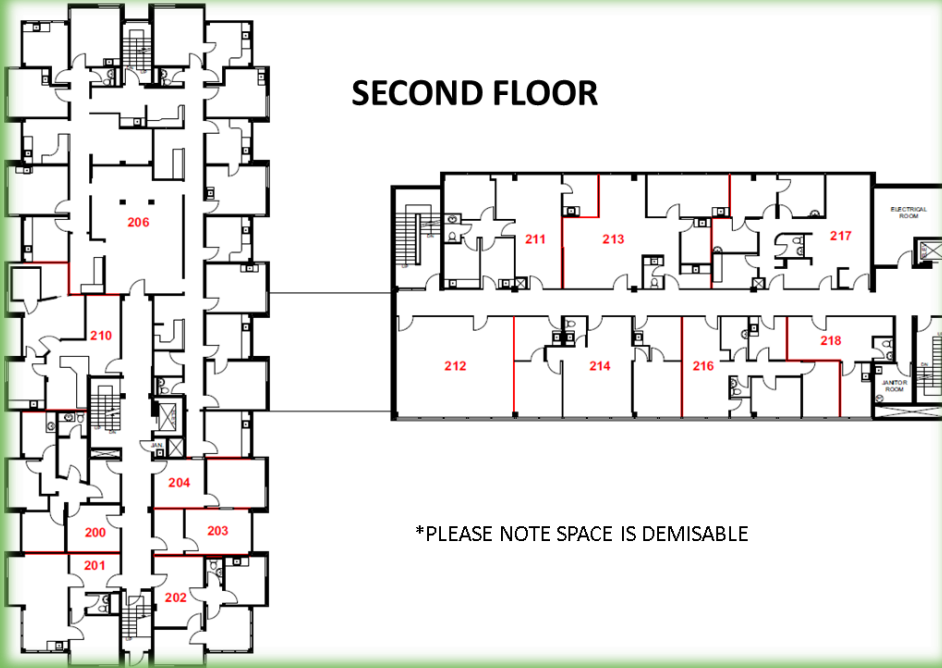 SECOND FLOOR
206
211
213
217
ELECTRICAL
ROOM
210
212
214
216
218
JANITOR
ROOM
JAN.
204
200
203
201
202
*PLEASE NOTE SPACE IS DEMISABLE